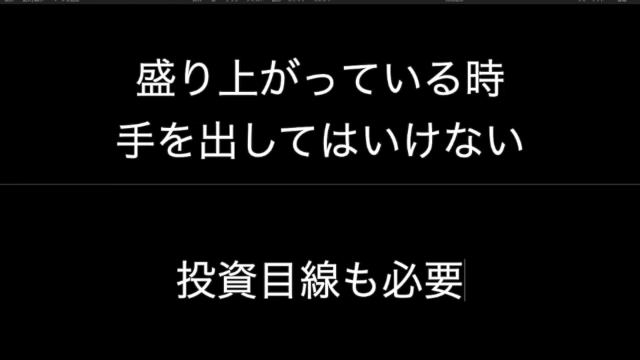 盛り上がっている時
手を出してはいけない
投資目線も必要